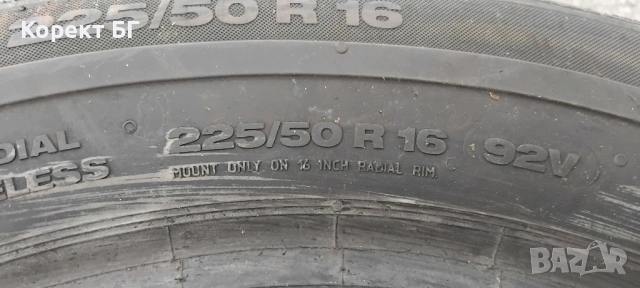 Корект БГ
225/50 R 16
DIAL
225/50 R 16 92V
ELESS
MOUNT ONLY ON 16 INCH RADIAL RIM.
BAZAR